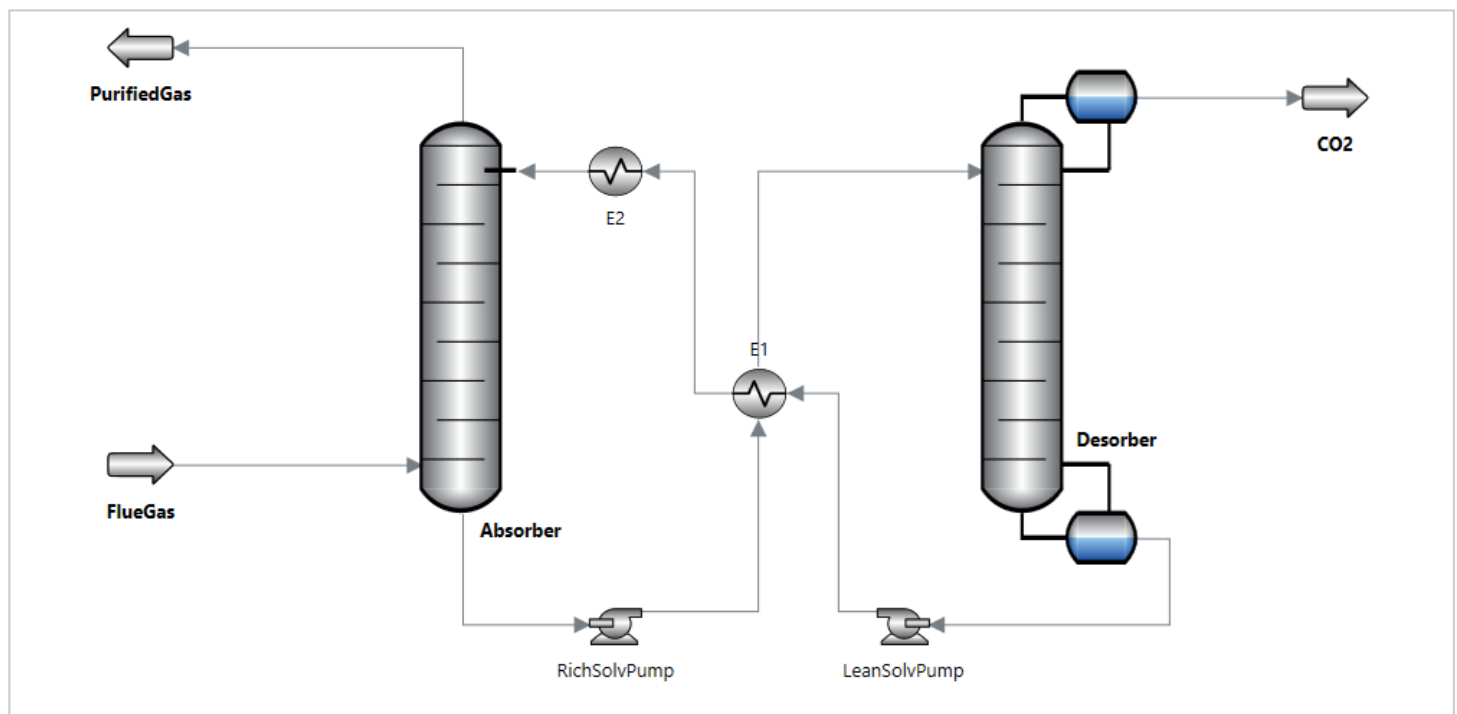 PurifiedGas
CO2
E2
E1
Desorber
FlueGas
Absorber
RichSolvPump
LeanSolvPump